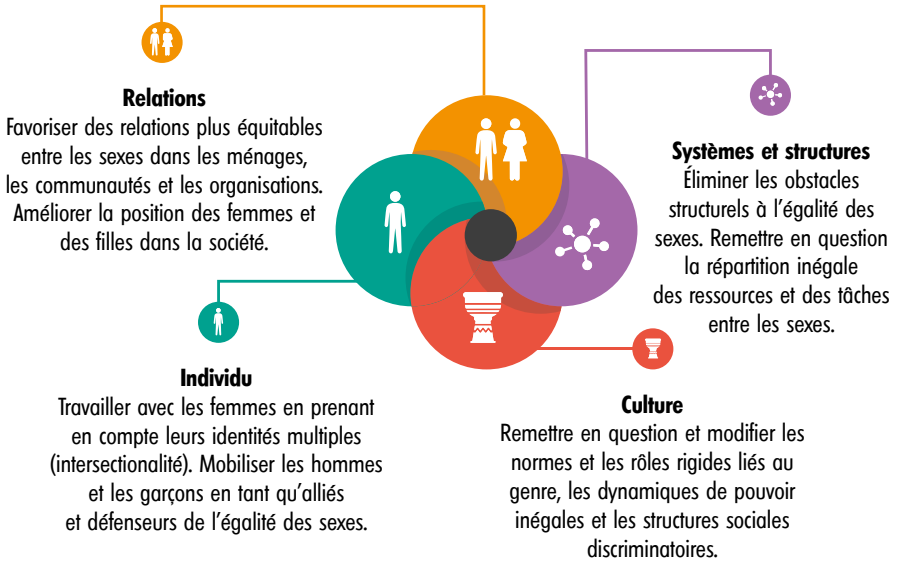 Relations
Favoriser des relations plus équitables
entre les sexes dans les ménages,
les communautés et les organisations.
Améliorer la position des femmes et
des filles dans la société.
Systèmes et structures
Éliminer les obstacles
structurels à l'égalité des
sexes. Remettre en question
la répartition inégale
des ressources et des tâches
entre les sexes.
Individu
Travailler avec les femmes en prenant
en compte leurs identités multiples
(intersectionalité). Mobiliser les hommes
et les garçons en tant qu'alliés
et défenseurs de l'égalité des sexes.
Culture
Remettre en question et modifier les
normes et les rôles rigides liés au
genre, les dynamiques de pouvoir
inégales et les structures sociales
discriminatoires.